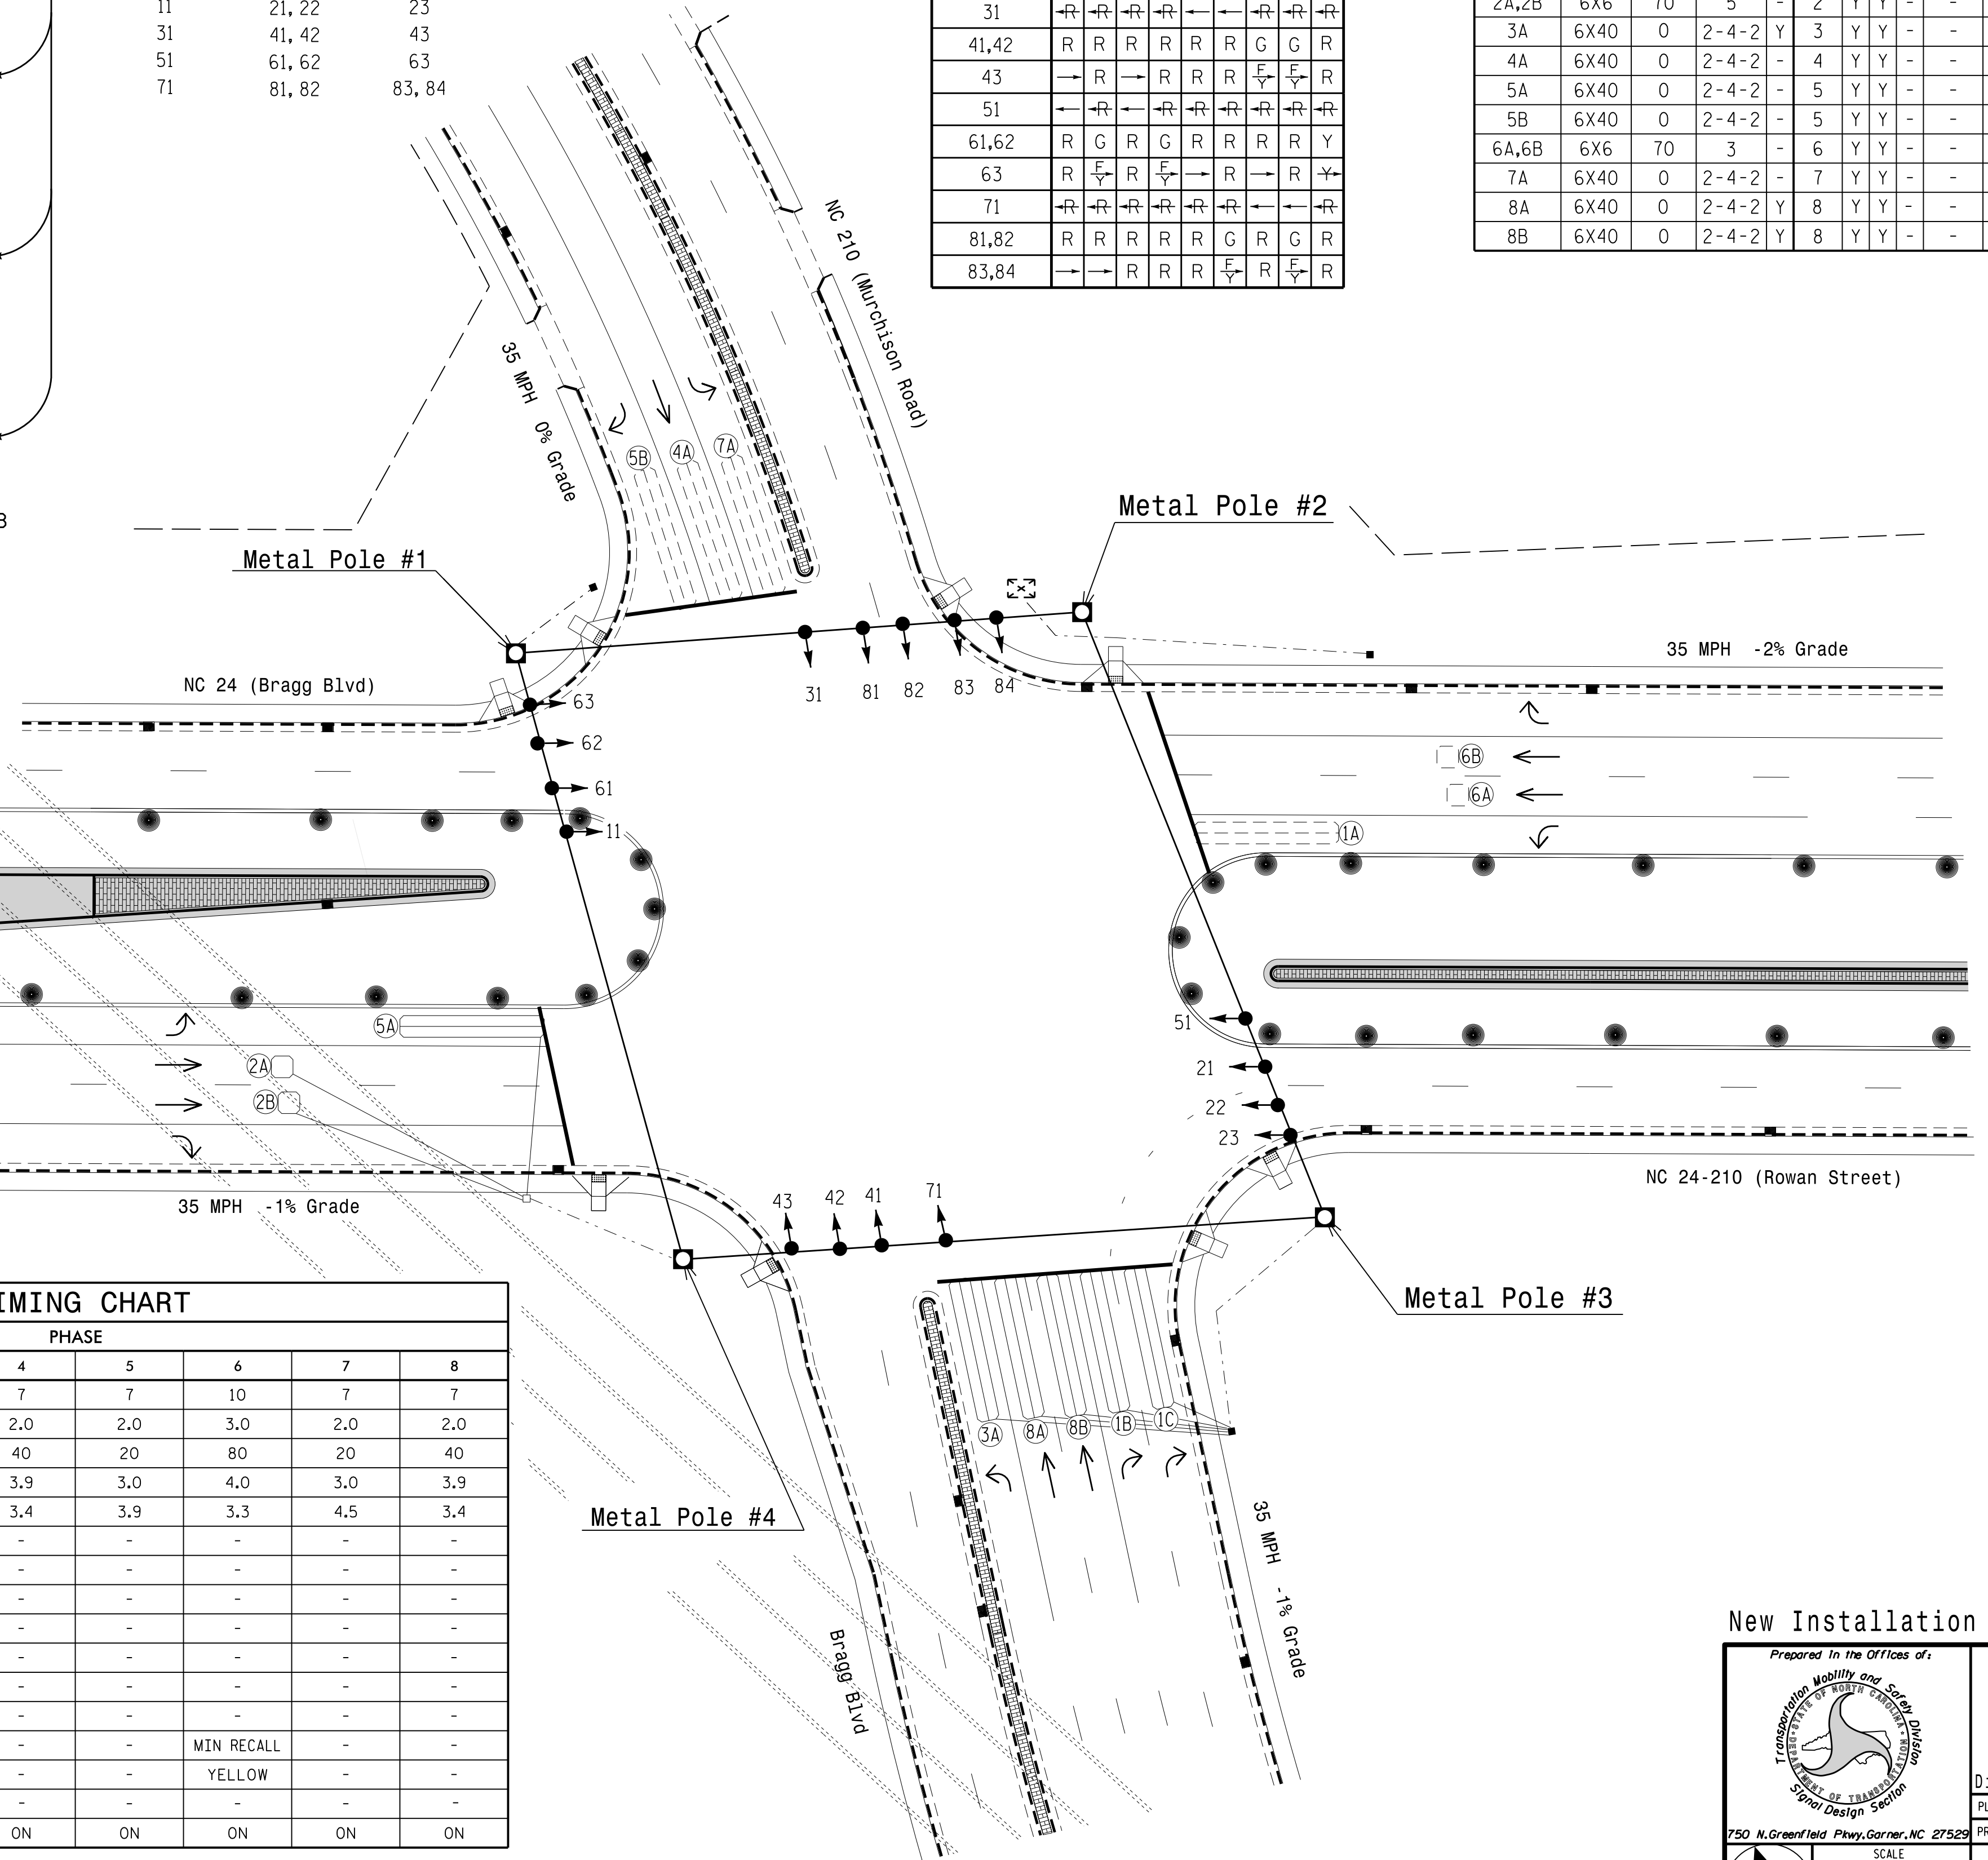 11 21,22 23
31 41,42 43
51 61,62 63
71 81,82 83,84
31 R R R R ← ← R R R
41,42 R R R R R R G G R
43 → R → R R R F Y F Y R
51 ← R ← R R R R R R
61,62 R G R G R R R R Y
63 R F Y R F Y → R → R Y
71 R R R R R R ← ← R
81,82 R R R R R G R G R
83,84 → → R R R F Y R F Y R
2A,2B 6X6 70 5 - 2 Y Y - -
3A 6X40 0 2-4-2 Y 3 Y Y - -
4A 6X40 0 2-4-2 - 4 Y Y - -
5A 6X40 0 2-4-2 - 5 Y Y - -
5B 6X40 0 2-4-2 - 5 Y Y - -
6A,6B 6X6 70 3 - 6 Y Y - -
7A 6X40 0 2-4-2 - 7 Y Y - -
8A 6X40 0 2-4-2 Y 8 Y Y - -
8B 6X40 0 2-4-2 Y 8 Y Y - -
NC 210 (Murchison Road)
35 MPH 0% Grade
5B 4A 7A
Metal Pole #1
Metal Pole #2
35 MPH -2% Grade
NC 24 (Bragg Blvd)
31 81 82 83 84
63
62
61
11
6B
6A
1A
5A
2A
2B
51
21
22
23
35 MPH -1% Grade
NC 24-210 (Rowan Street)
43 42 41 71
Metal Pole #3
3A 8A 8B 1B 1C
Metal Pole #4
35 MPH -1% Grade
Bragg Blvd
IMING CHART
PHASE
4 5 6 7 8
7 7 10 7 7
2.0 2.0 3.0 2.0 2.0
40 20 80 20 40
3.9 3.0 4.0 3.0 3.9
3.4 3.9 3.3 4.5 3.4
- - - - -
- - - - -
- - - - -
- - - - -
- - - - -
- - - - -
- - - - -
- - MIN RECALL - -
- - YELLOW - -
- - - - -
ON ON ON ON ON
New Installation
Prepared in the Offices of:
Transportation Mobility and Safety Division
STATE OF NORTH CAROLINA
DEPARTMENT OF TRANSPORTATION
Signal Design Section
750 N.Greenfield Pkwy,Garner,NC 27529
SCALE